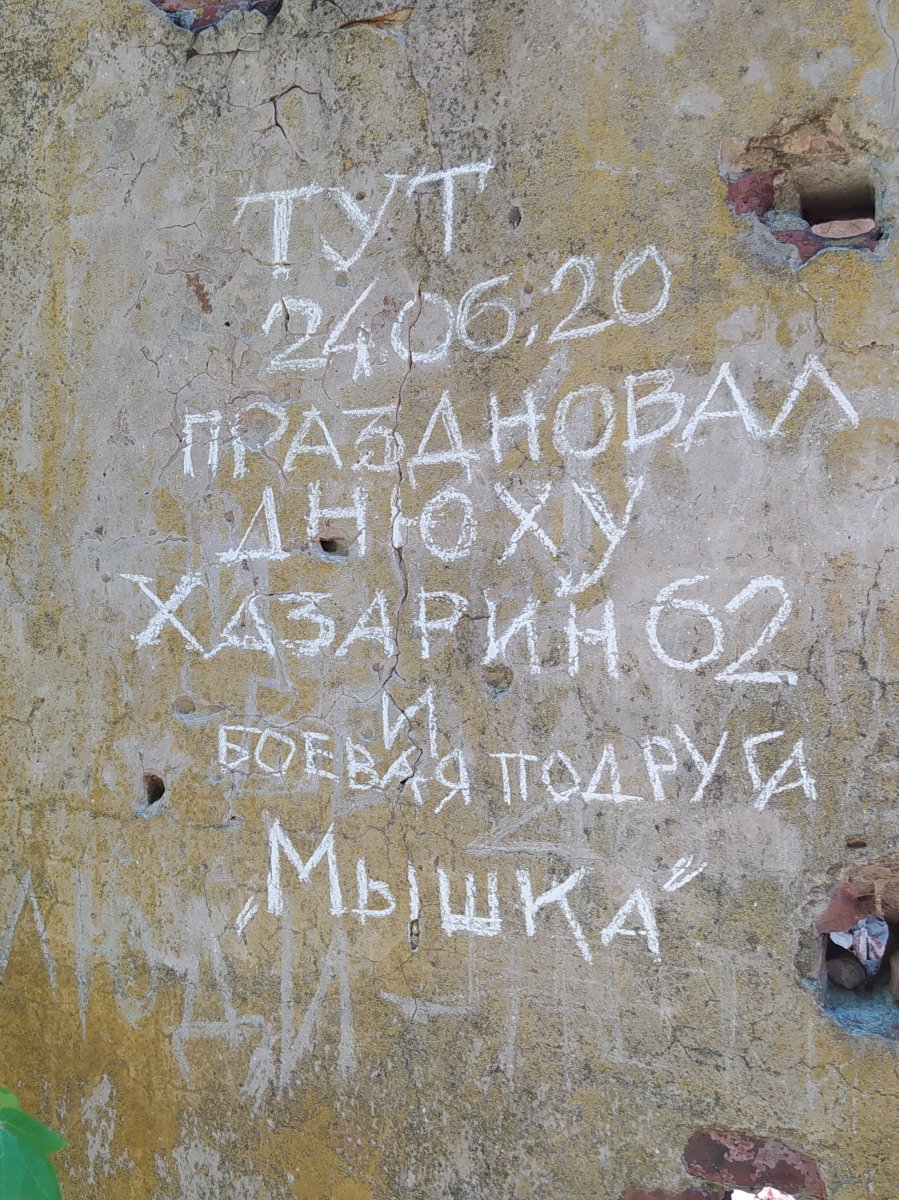 ТУТ
24.06.20
ПРАЗДНОВАЛ
ДНЮХУ
ХАЗАРИН 62
И
БОЕВАЯ ПОДРУГА
„МЫШКА”